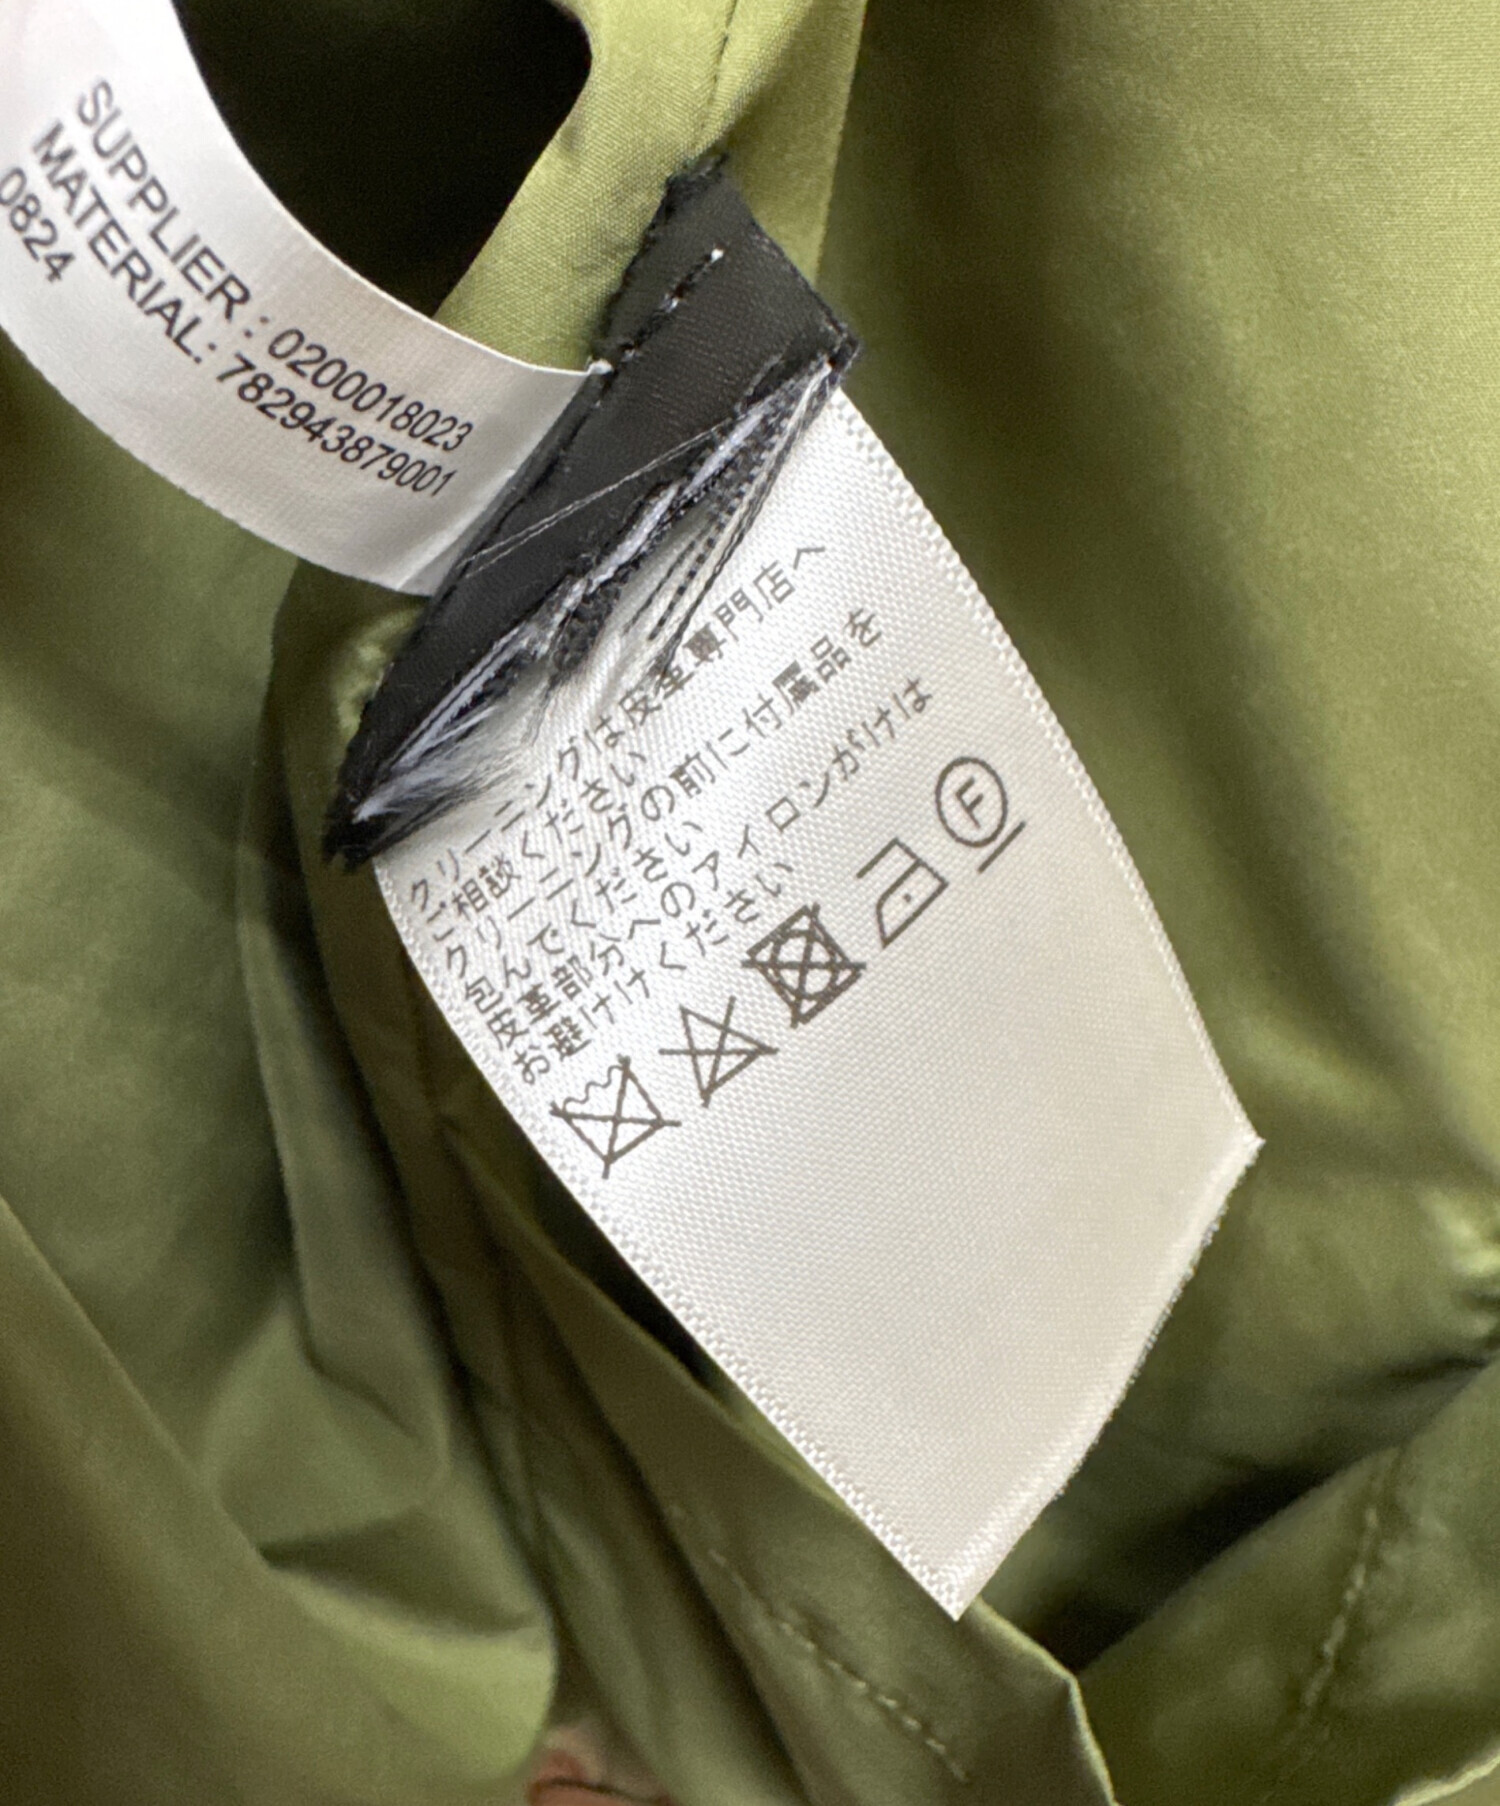 SUPPLIER : 0200018023
MATERIAL: 782943879001
0824
クリーニングは皮革専門店へ
ご相談ください
クリーニングの前に付属品を
包んでください
皮革部分へのアイロンがけは
お避けください
F